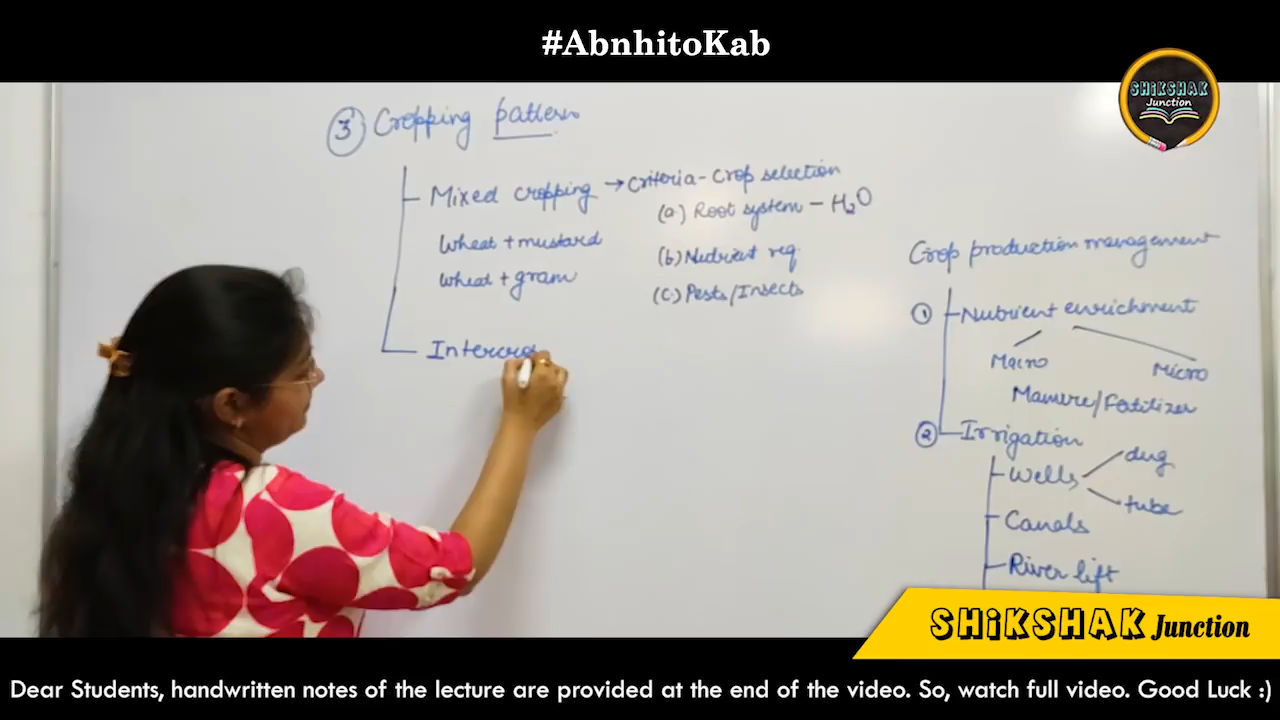 #AbnhitoKab
SHiKSHAK
Junction
3 Cropping pattern
Mixed cropping → Criteria - Crop selection
(a) Root system - H₂O
Wheat + mustard
(b) Nutrient req.
Wheat + gram
(c) Pests/Insects
Intercro
Crop production management
1 Nutrient enrichment
Macro Micro
Manure/Fertilizer
2 Irrigation
Wells dug
tube
Canals
River lift
SHiKSHAK Junction
Dear Students, handwritten notes of the lecture are provided at the end of the video. So, watch full video. Good Luck :)